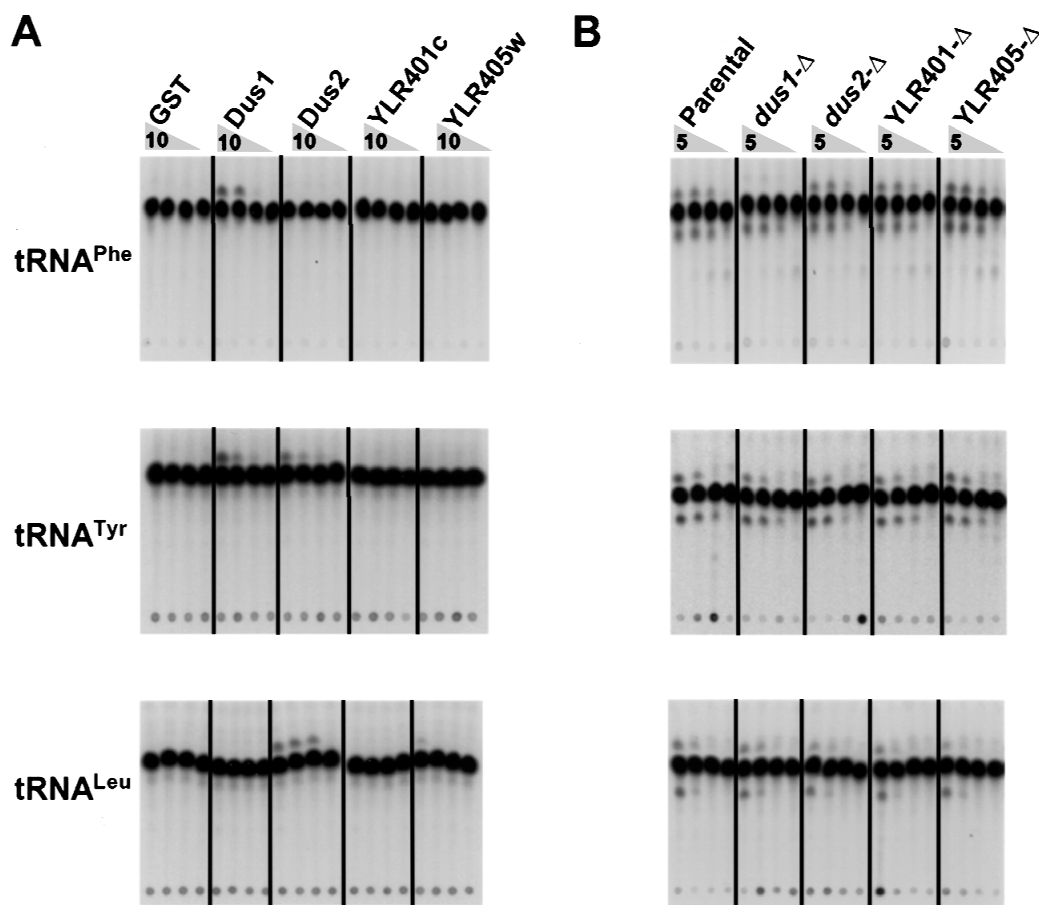 A
B
GST Dus1 Dus2 YLR401c YLR405w
Parental dus1-Δ dus2-Δ YLR401-Δ YLR405-Δ
10 10 10 10 10
5 5 5 5 5
tRNAPhe
tRNATyr
tRNALeu